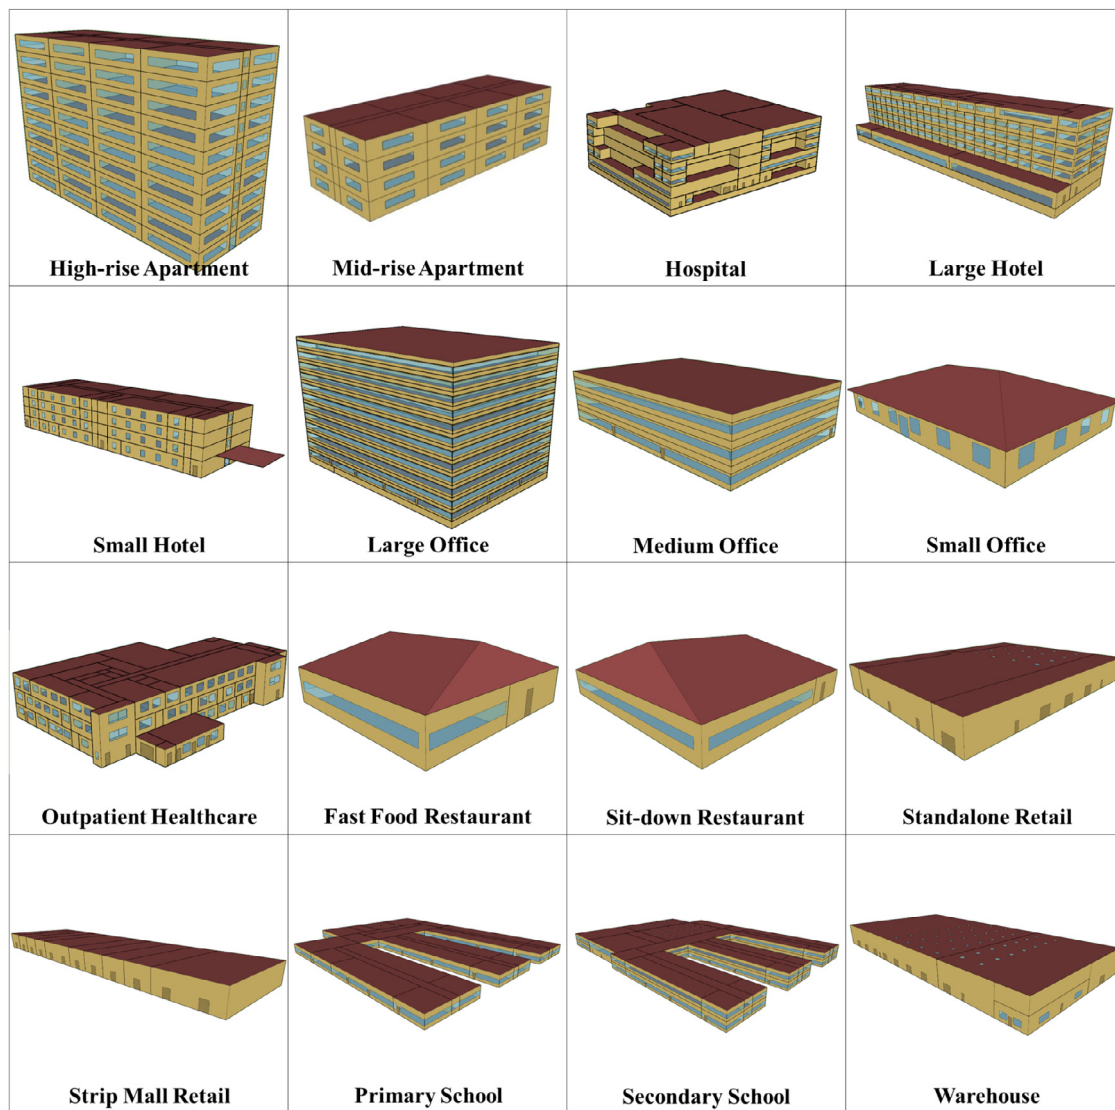 High-rise Apartment
Mid-rise Apartment
Hospital
Large Hotel
Small Hotel
Large Office
Medium Office
Small Office
Outpatient Healthcare
Fast Food Restaurant
Sit-down Restaurant
Standalone Retail
Strip Mall Retail
Primary School
Secondary School
Warehouse